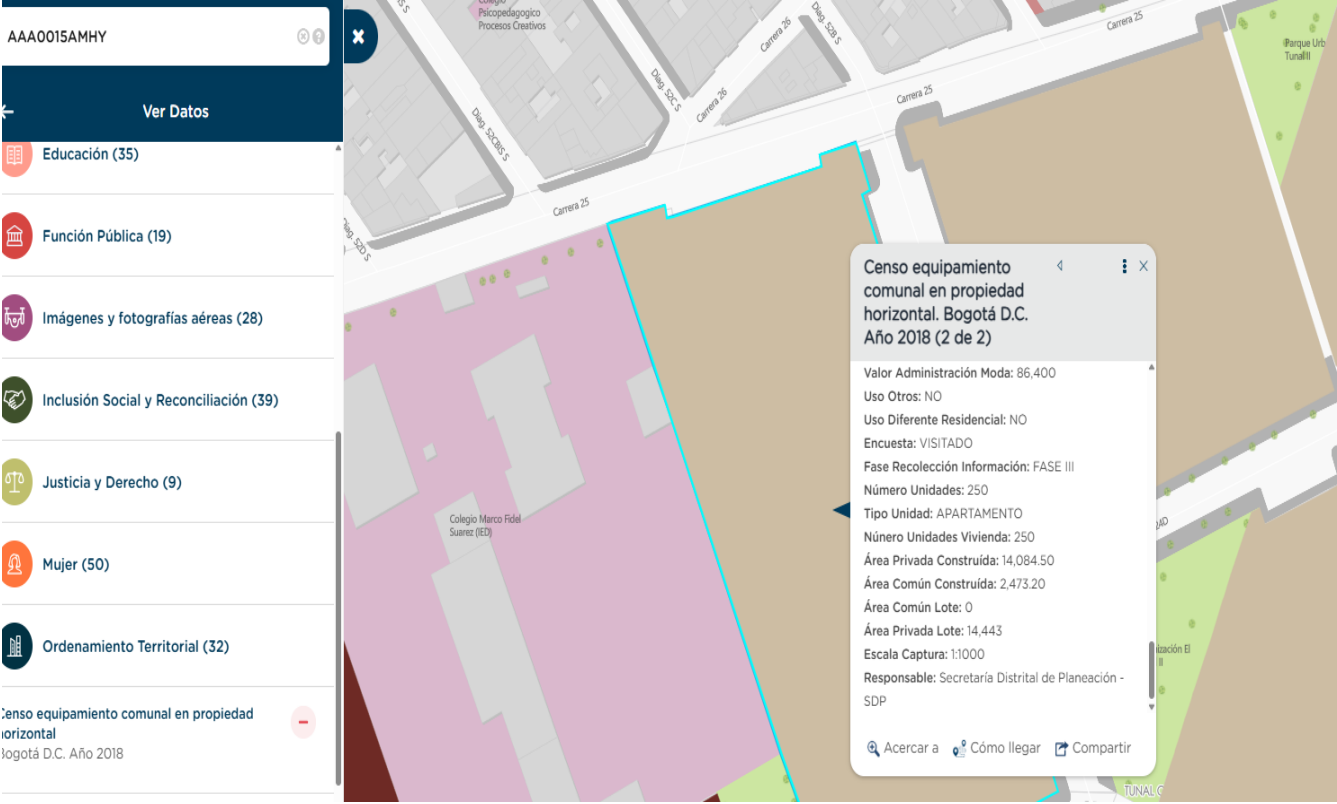 AAA0015AMHY
Ver Datos
Educación (35)
Función Pública (19)
Imágenes y fotografías aéreas (28)
Inclusión Social y Reconciliación (39)
Justicia y Derecho (9)
Mujer (50)
Ordenamiento Territorial (32)
Censo equipamiento comunal en propiedad
horizontal
Bogotá D.C. Año 2018
Colegio
Psicopedagogico
Procesos Creativos
Carrera 26
Diag. 52B S
Carrera 25
Parque Urb
TunalIII
Diag. 52C S
Carrera 26
Carrera 25
Diag. 52CBIS S
Carrera 25
Diag. 52D S
Colegio Marco Fidel
Suarez (IED)
Censo equipamiento
comunal en propiedad
horizontal. Bogotá D.C.
Año 2018 (2 de 2)
Valor Administración Moda: 86,400
Uso Otros: NO
Uso Diferente Residencial: NO
Encuesta: VISITADO
Fase Recolección Información: FASE III
Número Unidades: 250
Tipo Unidad: APARTAMENTO
Núnero Unidades Vivienda: 250
Área Privada Construída: 14,084.50
Área Común Construída: 2,473.20
Área Común Lote: 0
Área Privada Lote: 14,443
Escala Captura: 1:1000
Responsable: Secretaría Distrital de Planeación -
SDP
Acercar a Cómo llegar Compartir
24D
ización El
II
TUNAL C